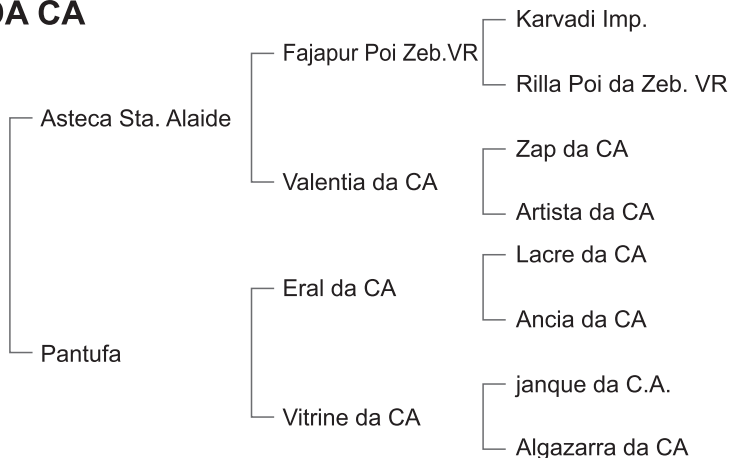 DA CA
Karvadi Imp.
Fajapur Poi Zeb.VR
Rilla Poi da Zeb. VR
Asteca Sta. Alaide
Zap da CA
Valentia da CA
Artista da CA
Lacre da CA
Eral da CA
Ancia da CA
Pantufa
janque da C.A.
Vitrine da CA
Algazarra da CA